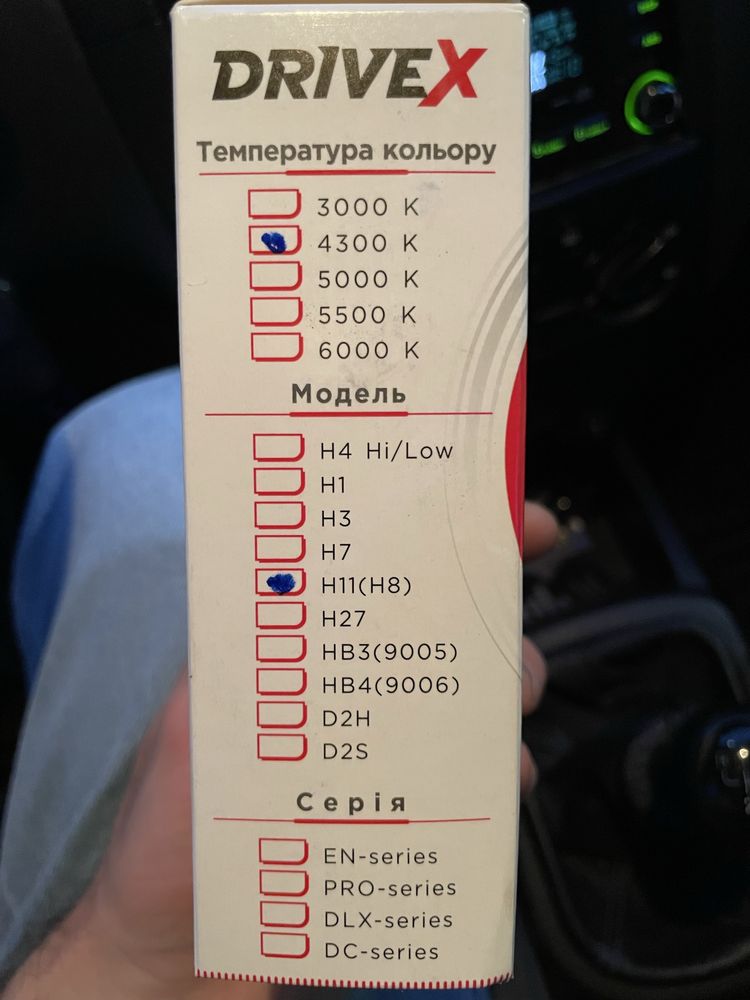 DRIVEX
Температура кольору
3000 K
4300 K
5000 K
5500 K
6000 K
Модель
H4 Hi/Low
H1
H3
H7
H11(H8)
H27
HB3(9005)
HB4(9006)
D2H
D2S
Серія
EN-series
PRO-series
DLX-series
DC-series